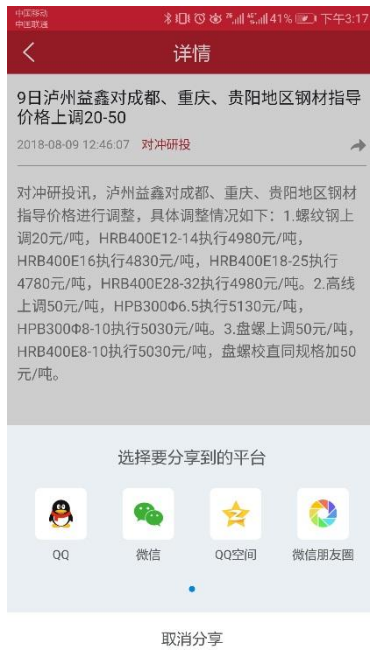 中国移动
中国联通
41% 下午3:17
详情
9日泸州益鑫对成都、重庆、贵阳地区钢材指导
价格上调20-50
2018-08-09 12:46:07 对冲研投
对冲研投讯，泸州益鑫对成都、重庆、贵阳地区钢材
指导价格进行调整，具体调整情况如下：1.螺纹钢上
调20元/吨，HRB400E12-14执行4980元/吨，
HRB400E16执行4830元/吨，HRB400E18-25执行
4780元/吨，HRB400E28-32执行4980元/吨。2.高线
上调50元/吨，HPB300Φ6.5执行5130元/吨，
HPB300Φ8-10执行5030元/吨。3.盘螺上调50元/吨，
HRB400E8-10执行5030元/吨，盘螺校直同规格加50
元/吨。
选择要分享到的平台
QQ 微信 QQ空间 微信朋友圈
取消分享